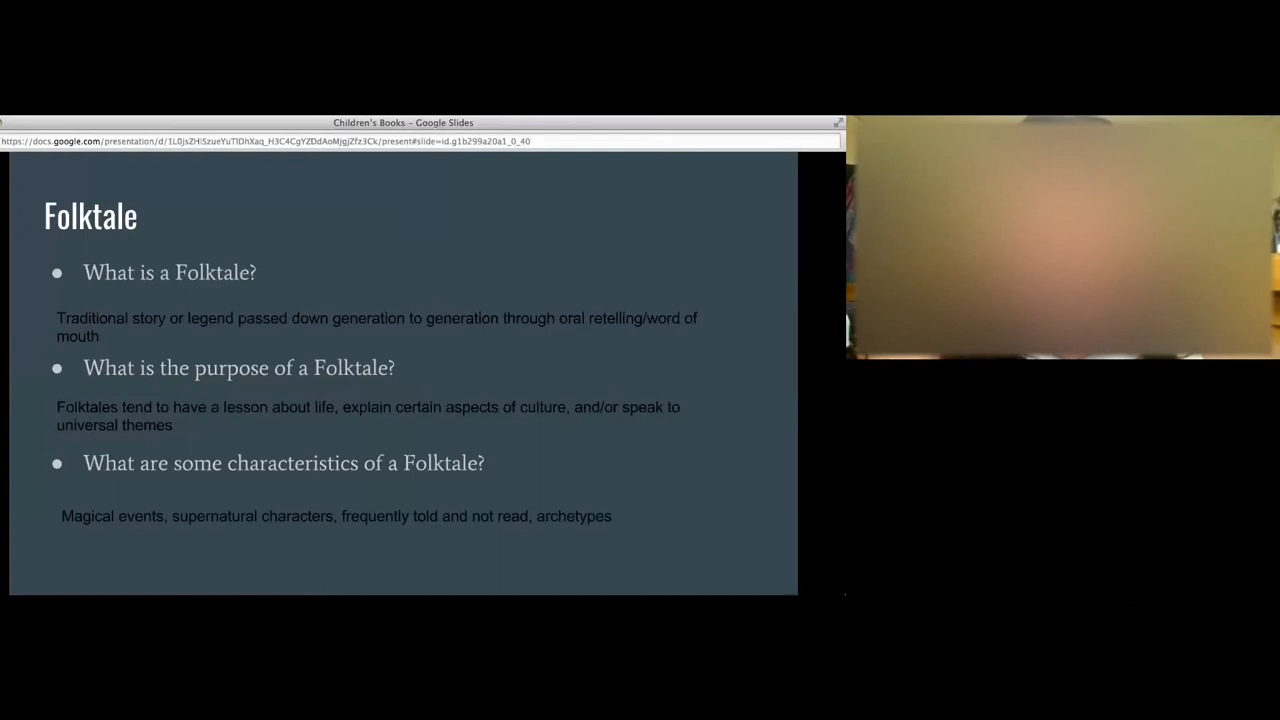 Children's Books - Google Slides
Folktale
● What is a Folktale?
Traditional story or legend passed down generation to generation through oral retelling/word of
mouth
● What is the purpose of a Folktale?
Folktales tend to have a lesson about life, explain certain aspects of culture, and/or speak to
universal themes
● What are some characteristics of a Folktale?
Magical events, supernatural characters, frequently told and not read, archetypes